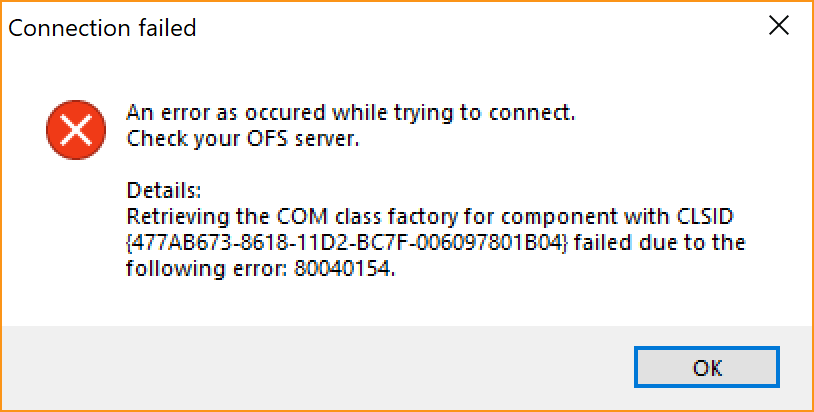 Connection failed
An error as occured while trying to connect.
Check your OFS server.
Details:
Retrieving the COM class factory for component with CLSID
{477AB673-8618-11D2-BC7F-006097801B04} failed due to the
following error: 80040154.
OK